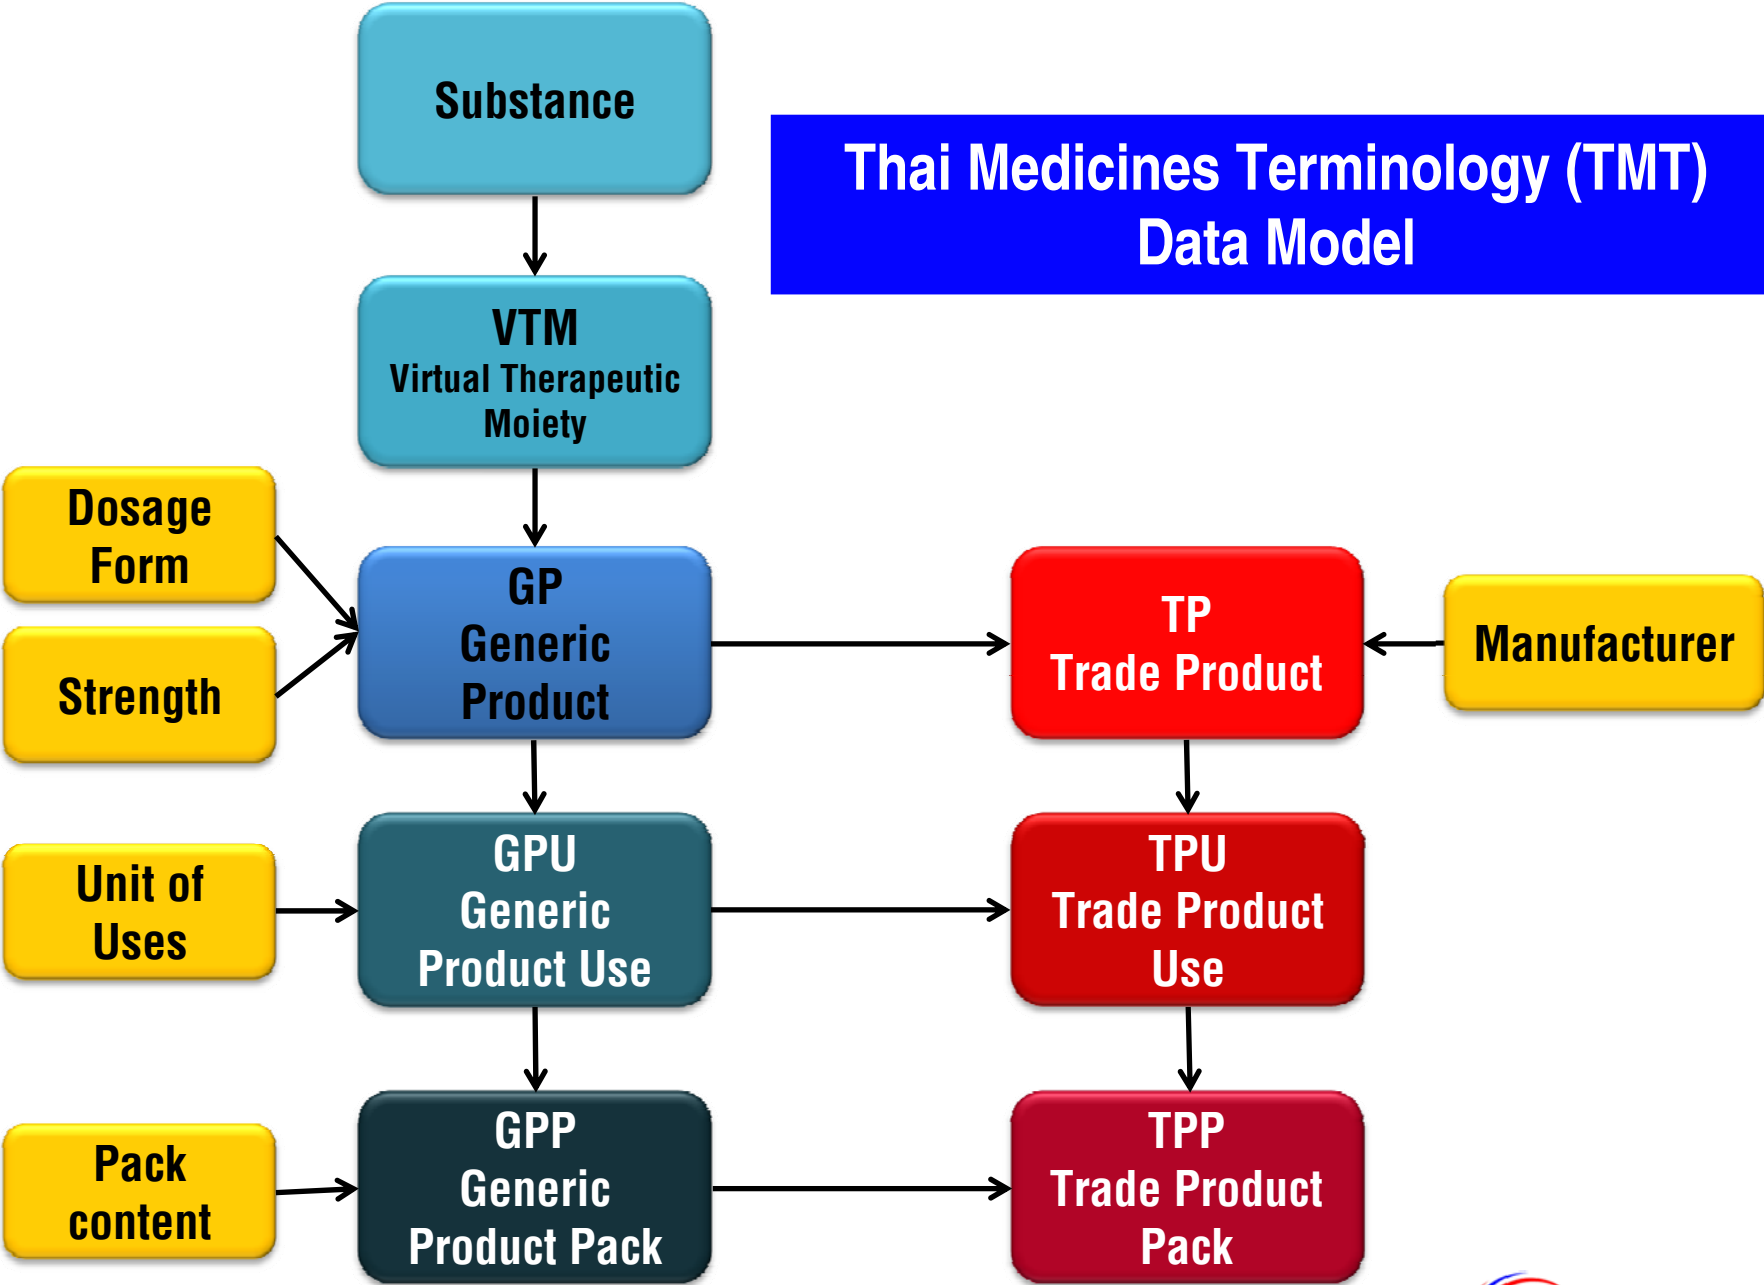 Substance
Thai Medicines Terminology (TMT)
Data Model
VTM
Virtual Therapeutic
Moiety
Dosage
Form
Strength
GP
Generic
Product
TP
Trade Product
Manufacturer
Unit of
Uses
GPU
Generic
Product Use
TPU
Trade Product
Use
Pack
content
GPP
Generic
Product Pack
TPP
Trade Product
Pack